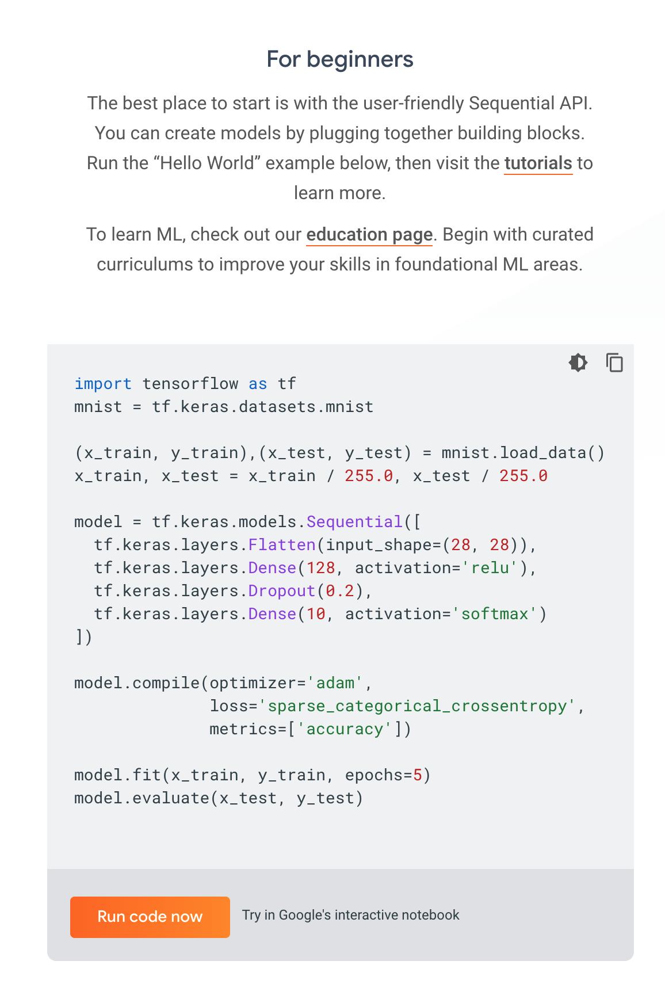 For beginners
The best place to start is with the user-friendly Sequential API.
You can create models by plugging together building blocks.
Run the “Hello World” example below, then visit the tutorials to
learn more.
To learn ML, check out our education page. Begin with curated
curriculums to improve your skills in foundational ML areas.
import tensorflow as tf
mnist = tf.keras.datasets.mnist

(x_train, y_train),(x_test, y_test) = mnist.load_data()
x_train, x_test = x_train / 255.0, x_test / 255.0

model = tf.keras.models.Sequential([
  tf.keras.layers.Flatten(input_shape=(28, 28)),
  tf.keras.layers.Dense(128, activation='relu'),
  tf.keras.layers.Dropout(0.2),
  tf.keras.layers.Dense(10, activation='softmax')
])

model.compile(optimizer='adam',
              loss='sparse_categorical_crossentropy',
              metrics=['accuracy'])

model.fit(x_train, y_train, epochs=5)
model.evaluate(x_test, y_test)
Run code now
Try in Google's interactive notebook